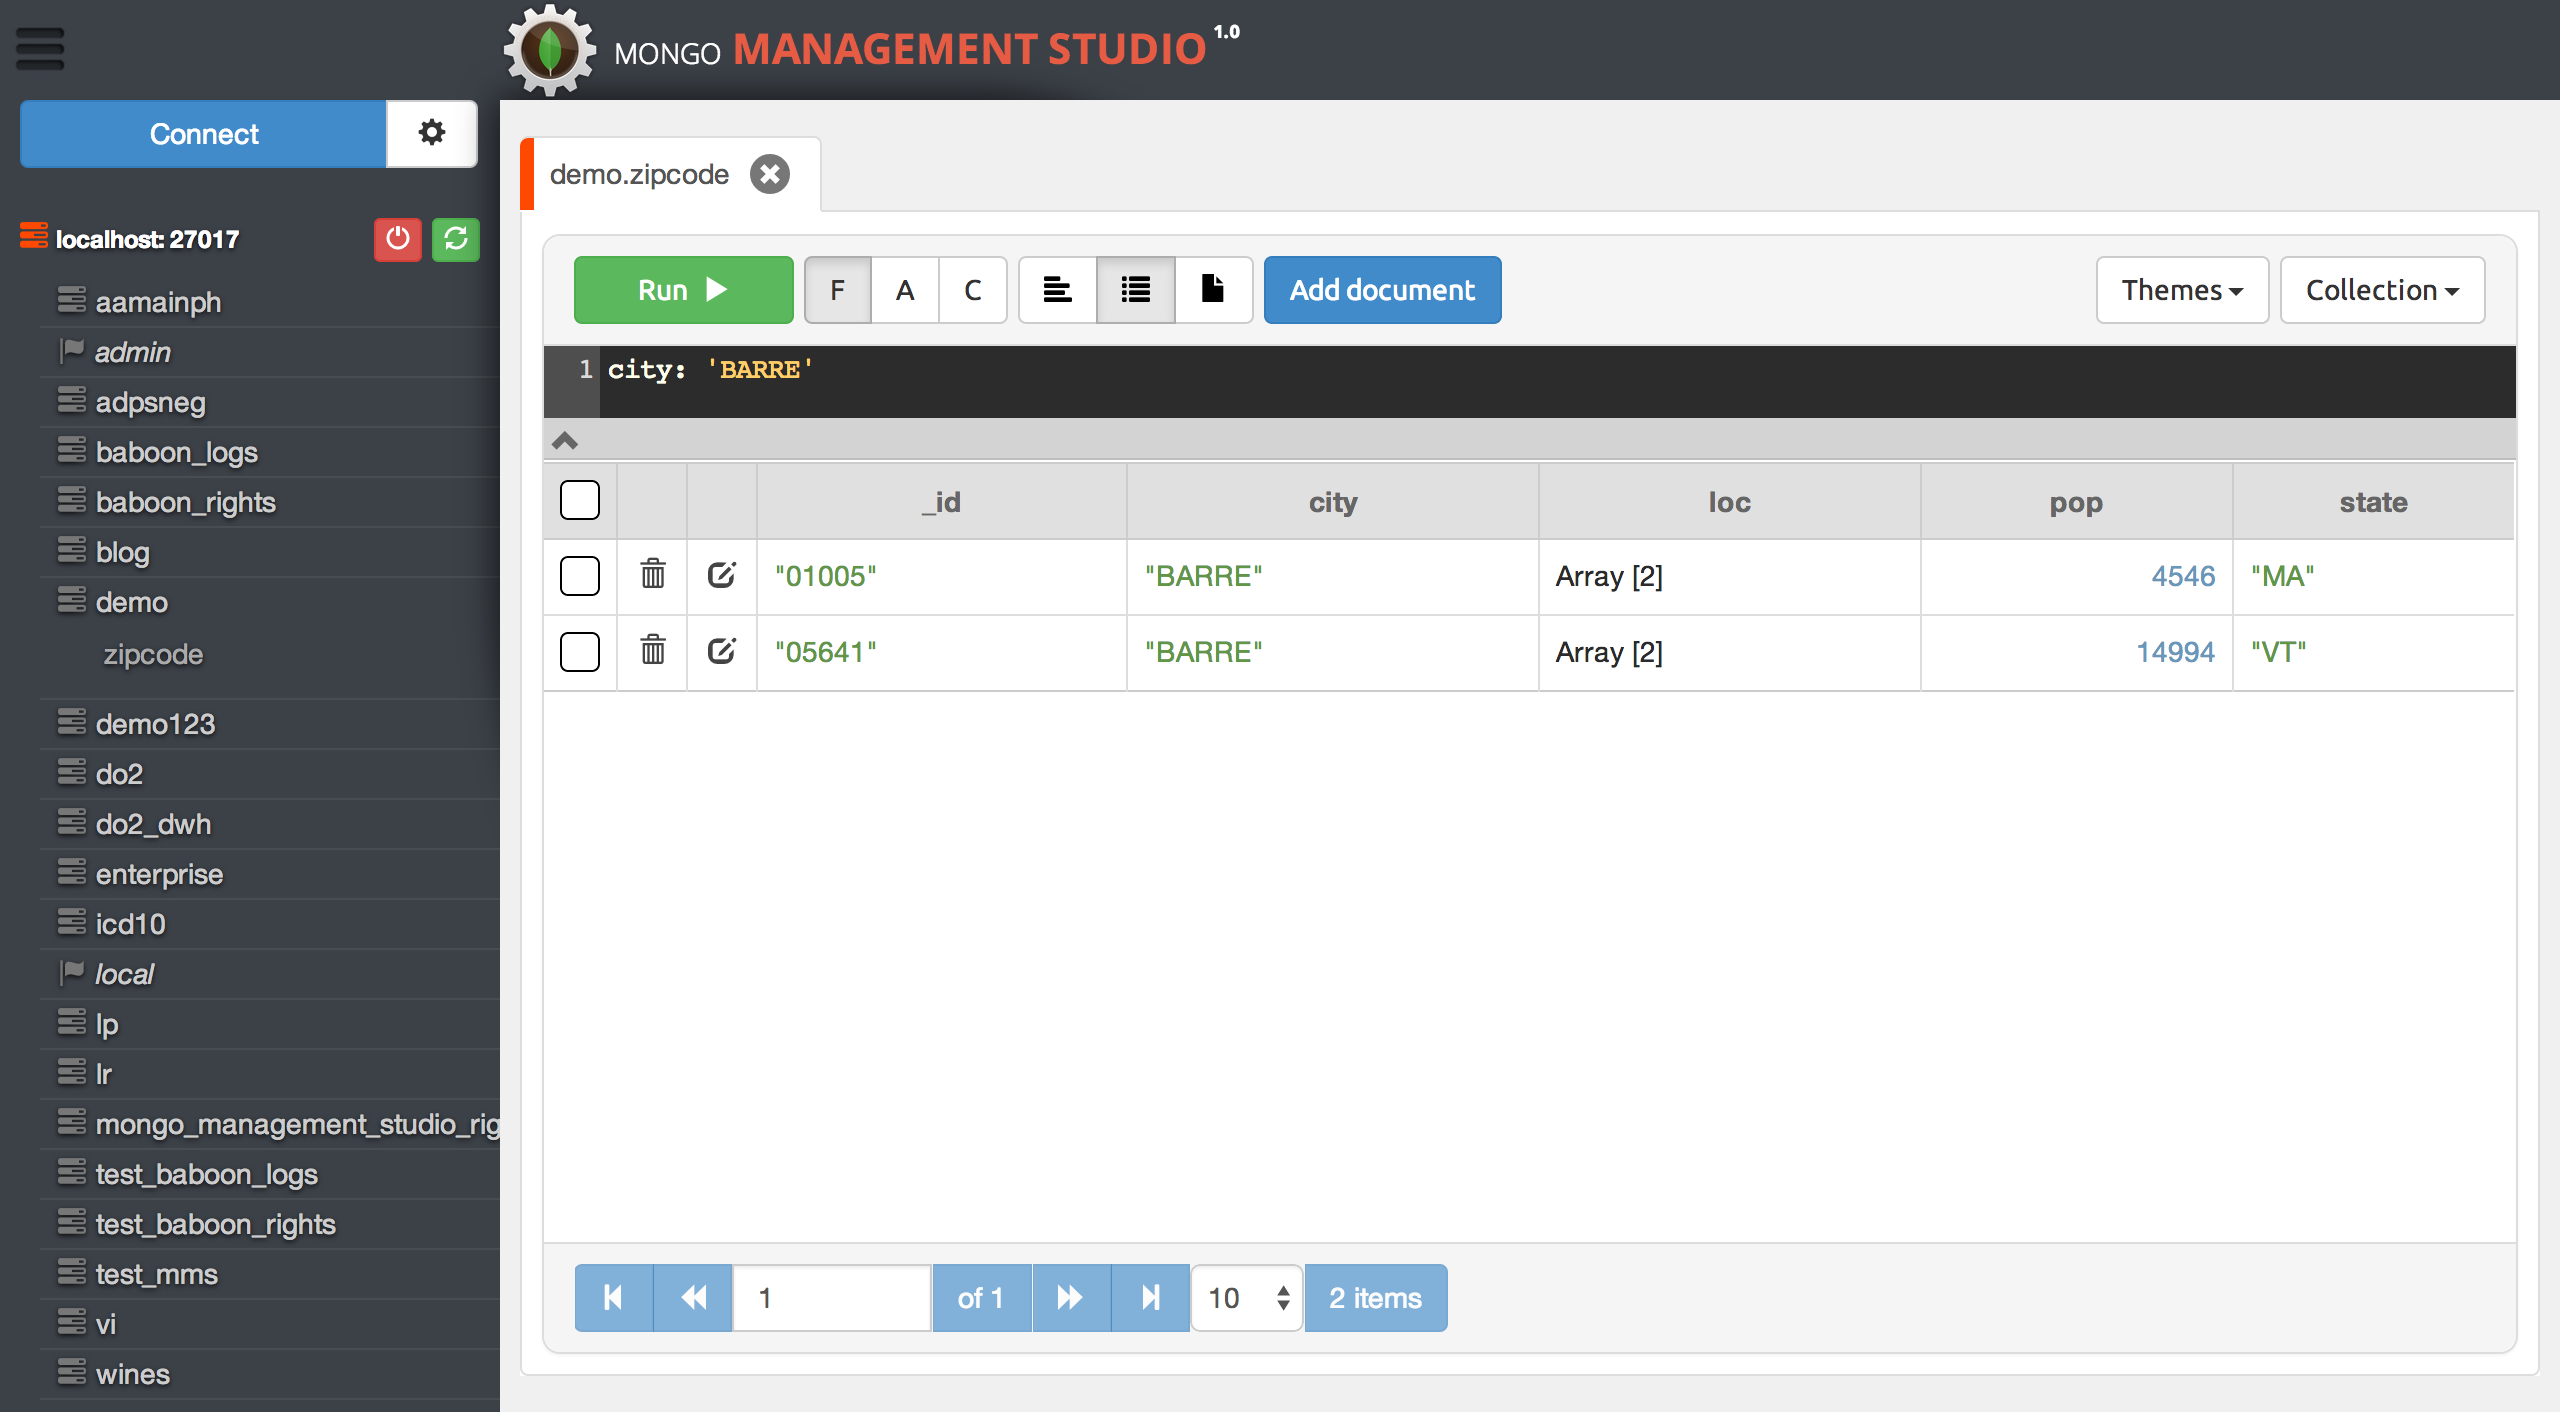 MONGO MANAGEMENT STUDIO 1.0
Connect
localhost: 27017
aamainph
admin
adpsneg
baboon_logs
baboon_rights
blog
demo
zipcode
demo123
do2
do2_dwh
enterprise
icd10
local
lp
lr
mongo_management_studio_rig
test_baboon_logs
test_baboon_rights
test_mms
vi
wines
demo.zipcode
Run F A C Add document Themes Collection
1 city: 'BARRE'
_id city loc pop state
"01005" "BARRE" Array [2] 4546 "MA"
"05641" "BARRE" Array [2] 14994 "VT"
1 of 1 10 2 items